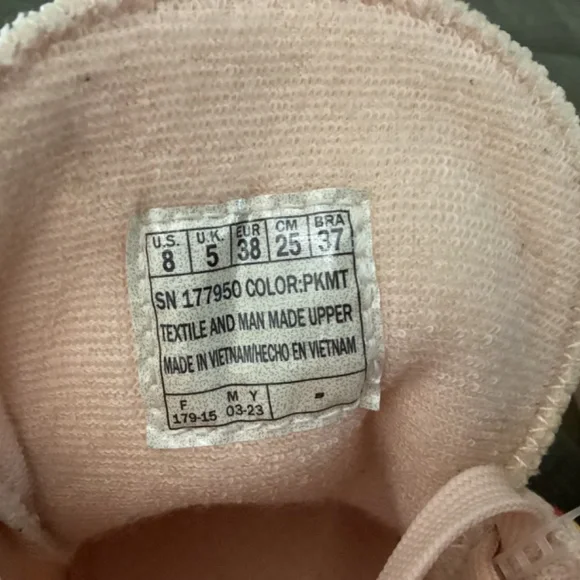 U.S. U.K. EUR CM BRA
8 5 38 25 37
SN 177950 COLOR:PKMT
TEXTILE AND MAN MADE UPPER
MADE IN VIETNAM/HECHO EN VIETNAM
F M Y
179-15 03-23 -